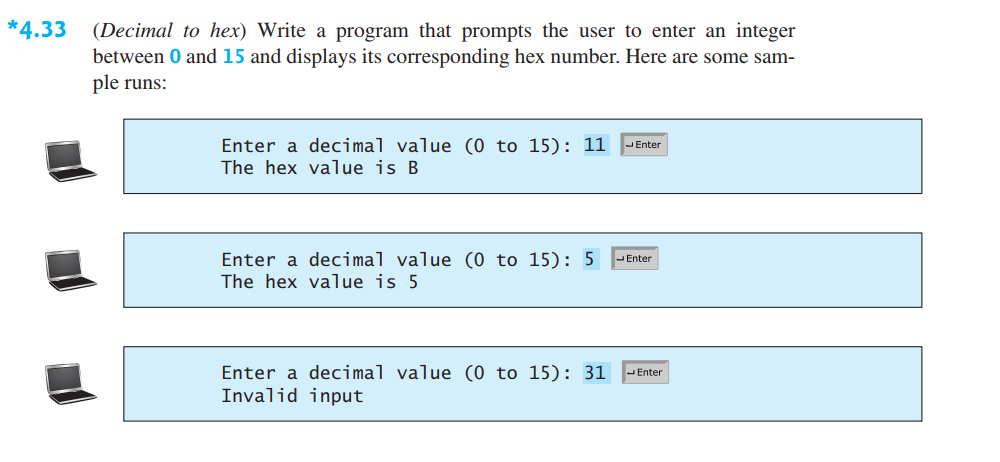 *4.33 (Decimal to hex) Write a program that prompts the user to enter an integer
between 0 and 15 and displays its corresponding hex number. Here are some sam-
ple runs:
Enter a decimal value (0 to 15): 11 ↵Enter
The hex value is B
Enter a decimal value (0 to 15): 5 ↵Enter
The hex value is 5
Enter a decimal value (0 to 15): 31 ↵Enter
Invalid input